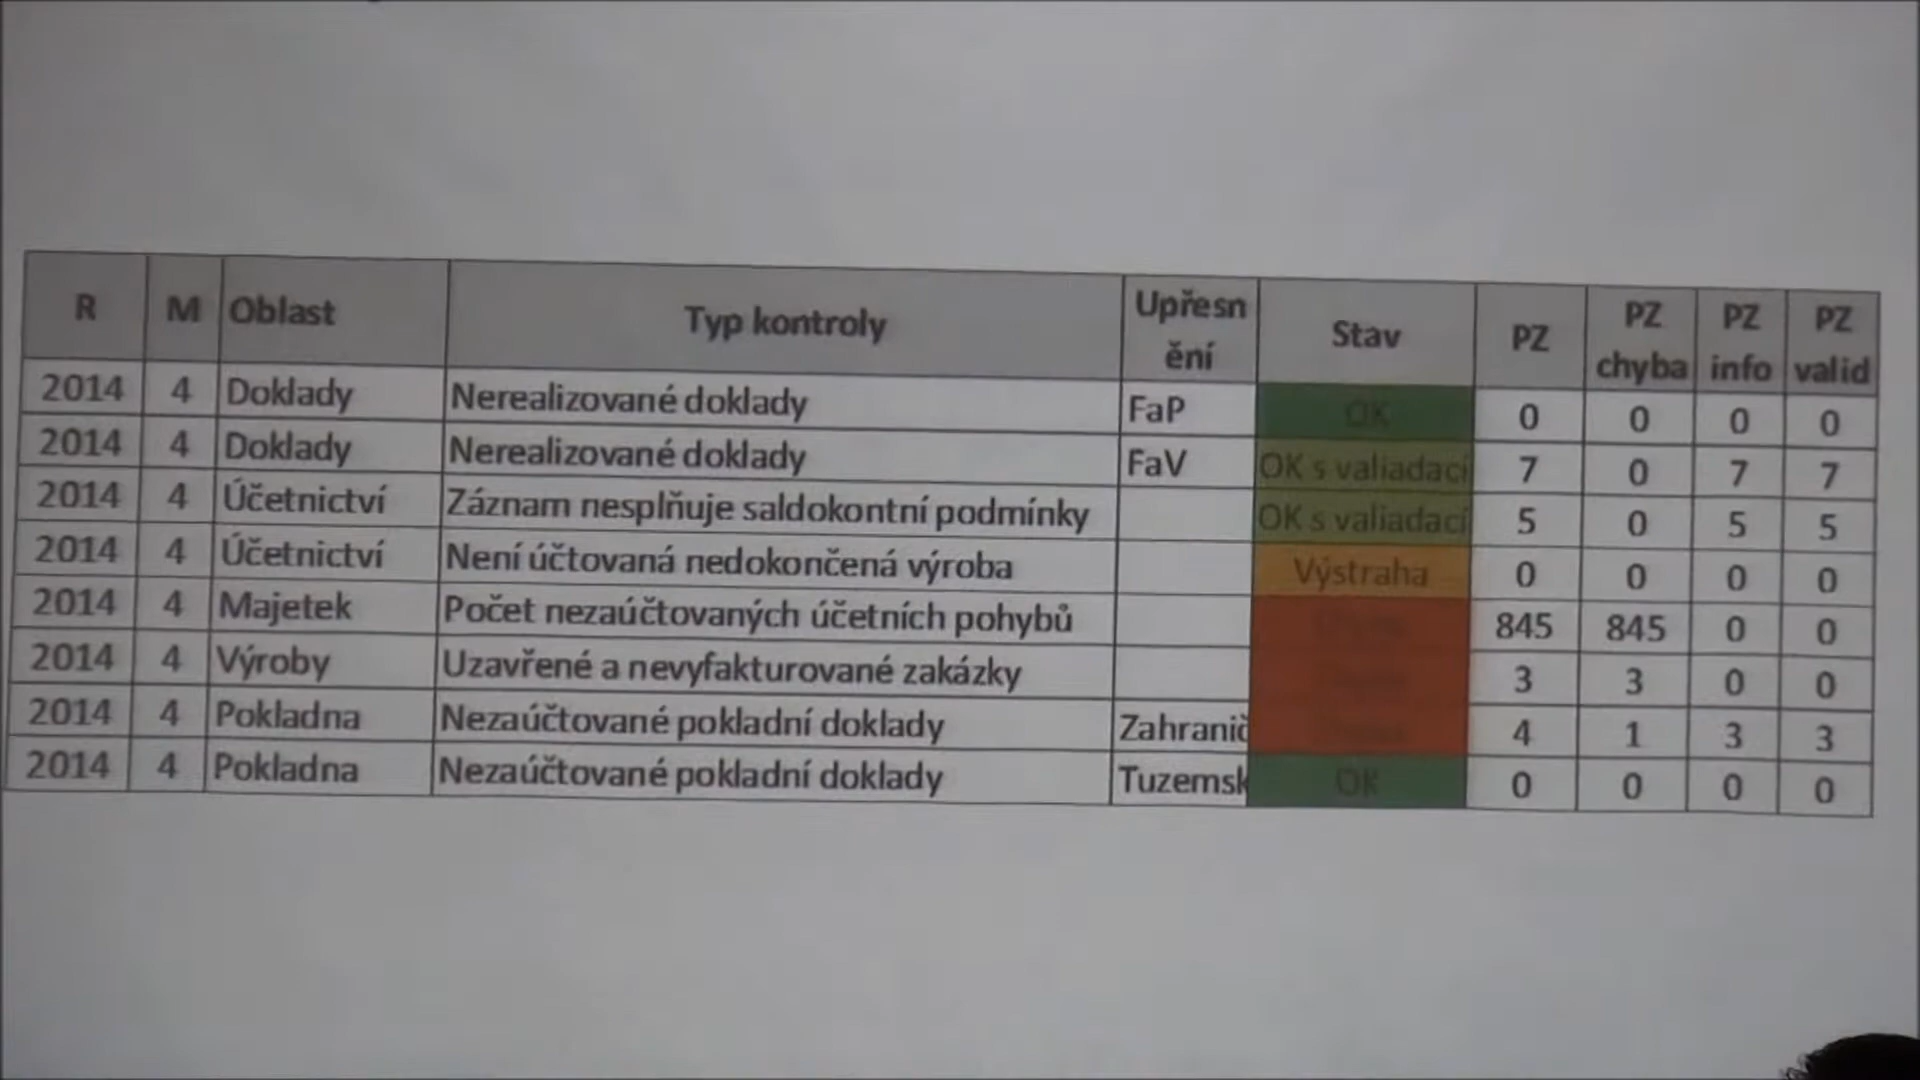 R M Oblast Typ kontroly Upřesn ění Stav PZ PZ chyba PZ info PZ valid
2014 4 Doklady Nerealizované doklady FaP OK 0 0 0 0
2014 4 Doklady Nerealizované doklady FaV OK s valiadací 7 0 7 7
2014 4 Účetnictví Záznam nesplňuje saldokontní podmínky OK s valiadací 5 0 5 5
2014 4 Účetnictví Není účtovaná nedokončená výroba Výstraha 0 0 0 0
2014 4 Majetek Počet nezaúčtovaných účetních pohybů 845 845 0 0
2014 4 Výroby Uzavřené a nevyfakturované zakázky 3 3 0 0
2014 4 Pokladna Nezaúčtované pokladní doklady Zahranič 4 1 3 3
2014 4 Pokladna Nezaúčtované pokladní doklady Tuzemsk OK 0 0 0 0